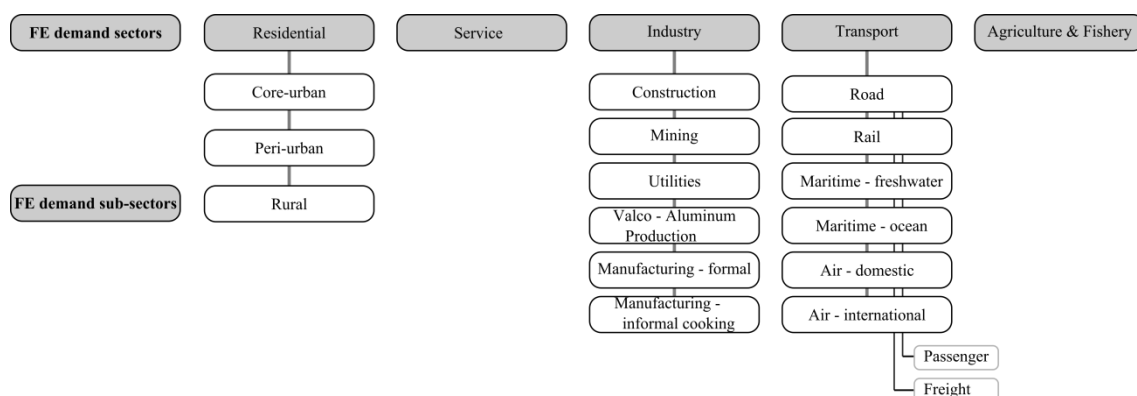 FE demand sectors
Residential
Service
Industry
Transport
Agriculture & Fishery
Core-urban
Construction
Road
Peri-urban
Mining
Rail
FE demand sub-sectors
Rural
Utilities
Maritime - freshwater
Valco - Aluminum
Production
Maritime - ocean
Manufacturing - formal
Air - domestic
Manufacturing -
informal cooking
Air - international
Passenger
Freight